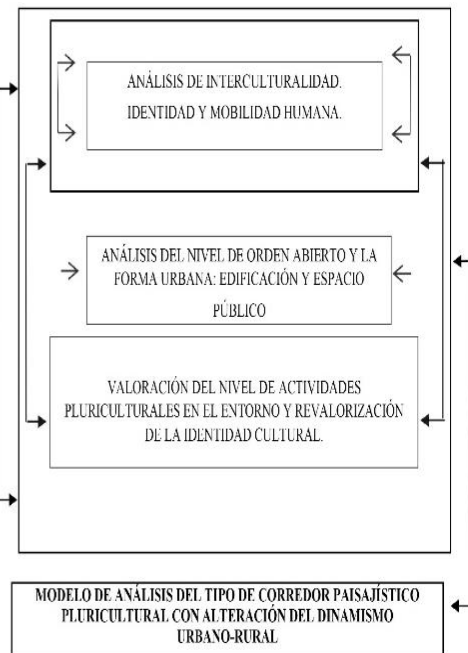 ANÁLISIS DE INTERCULTURALIDAD.
IDENTIDAD Y MOBILIDAD HUMANA.
ANÁLISIS DEL NIVEL DE ORDEN ABIERTO Y LA
FORMA URBANA: EDIFICACIÓN Y ESPACIO
PÚBLICO
VALORACIÓN DEL NIVEL DE ACTIVIDADES
PLURICULTURALES EN EL ENTORNO Y REVALORIZACIÓN
DE LA IDENTIDAD CULTURAL.
MODELO DE ANÁLISIS DEL TIPO DE CORREDOR PAISAJÍSTICO
PLURICULTURAL CON ALTERACIÓN DEL DINAMISMO
URBANO-RURAL